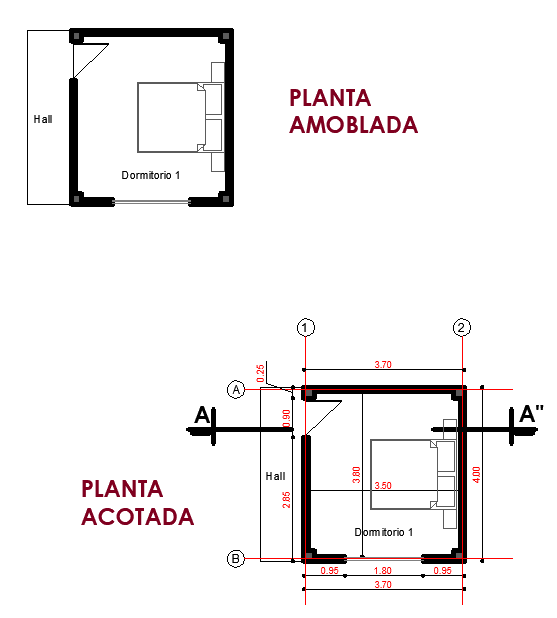 Hall
Dormitorio 1
PLANTA
AMOBLADA
1
2
3.70
0.25
A
A
A"
0.90
Hall
2.85
3.80
3.50
4.00
PLANTA
ACOTADA
Dormitorio 1
B
0.95
1.80
0.95
3.70